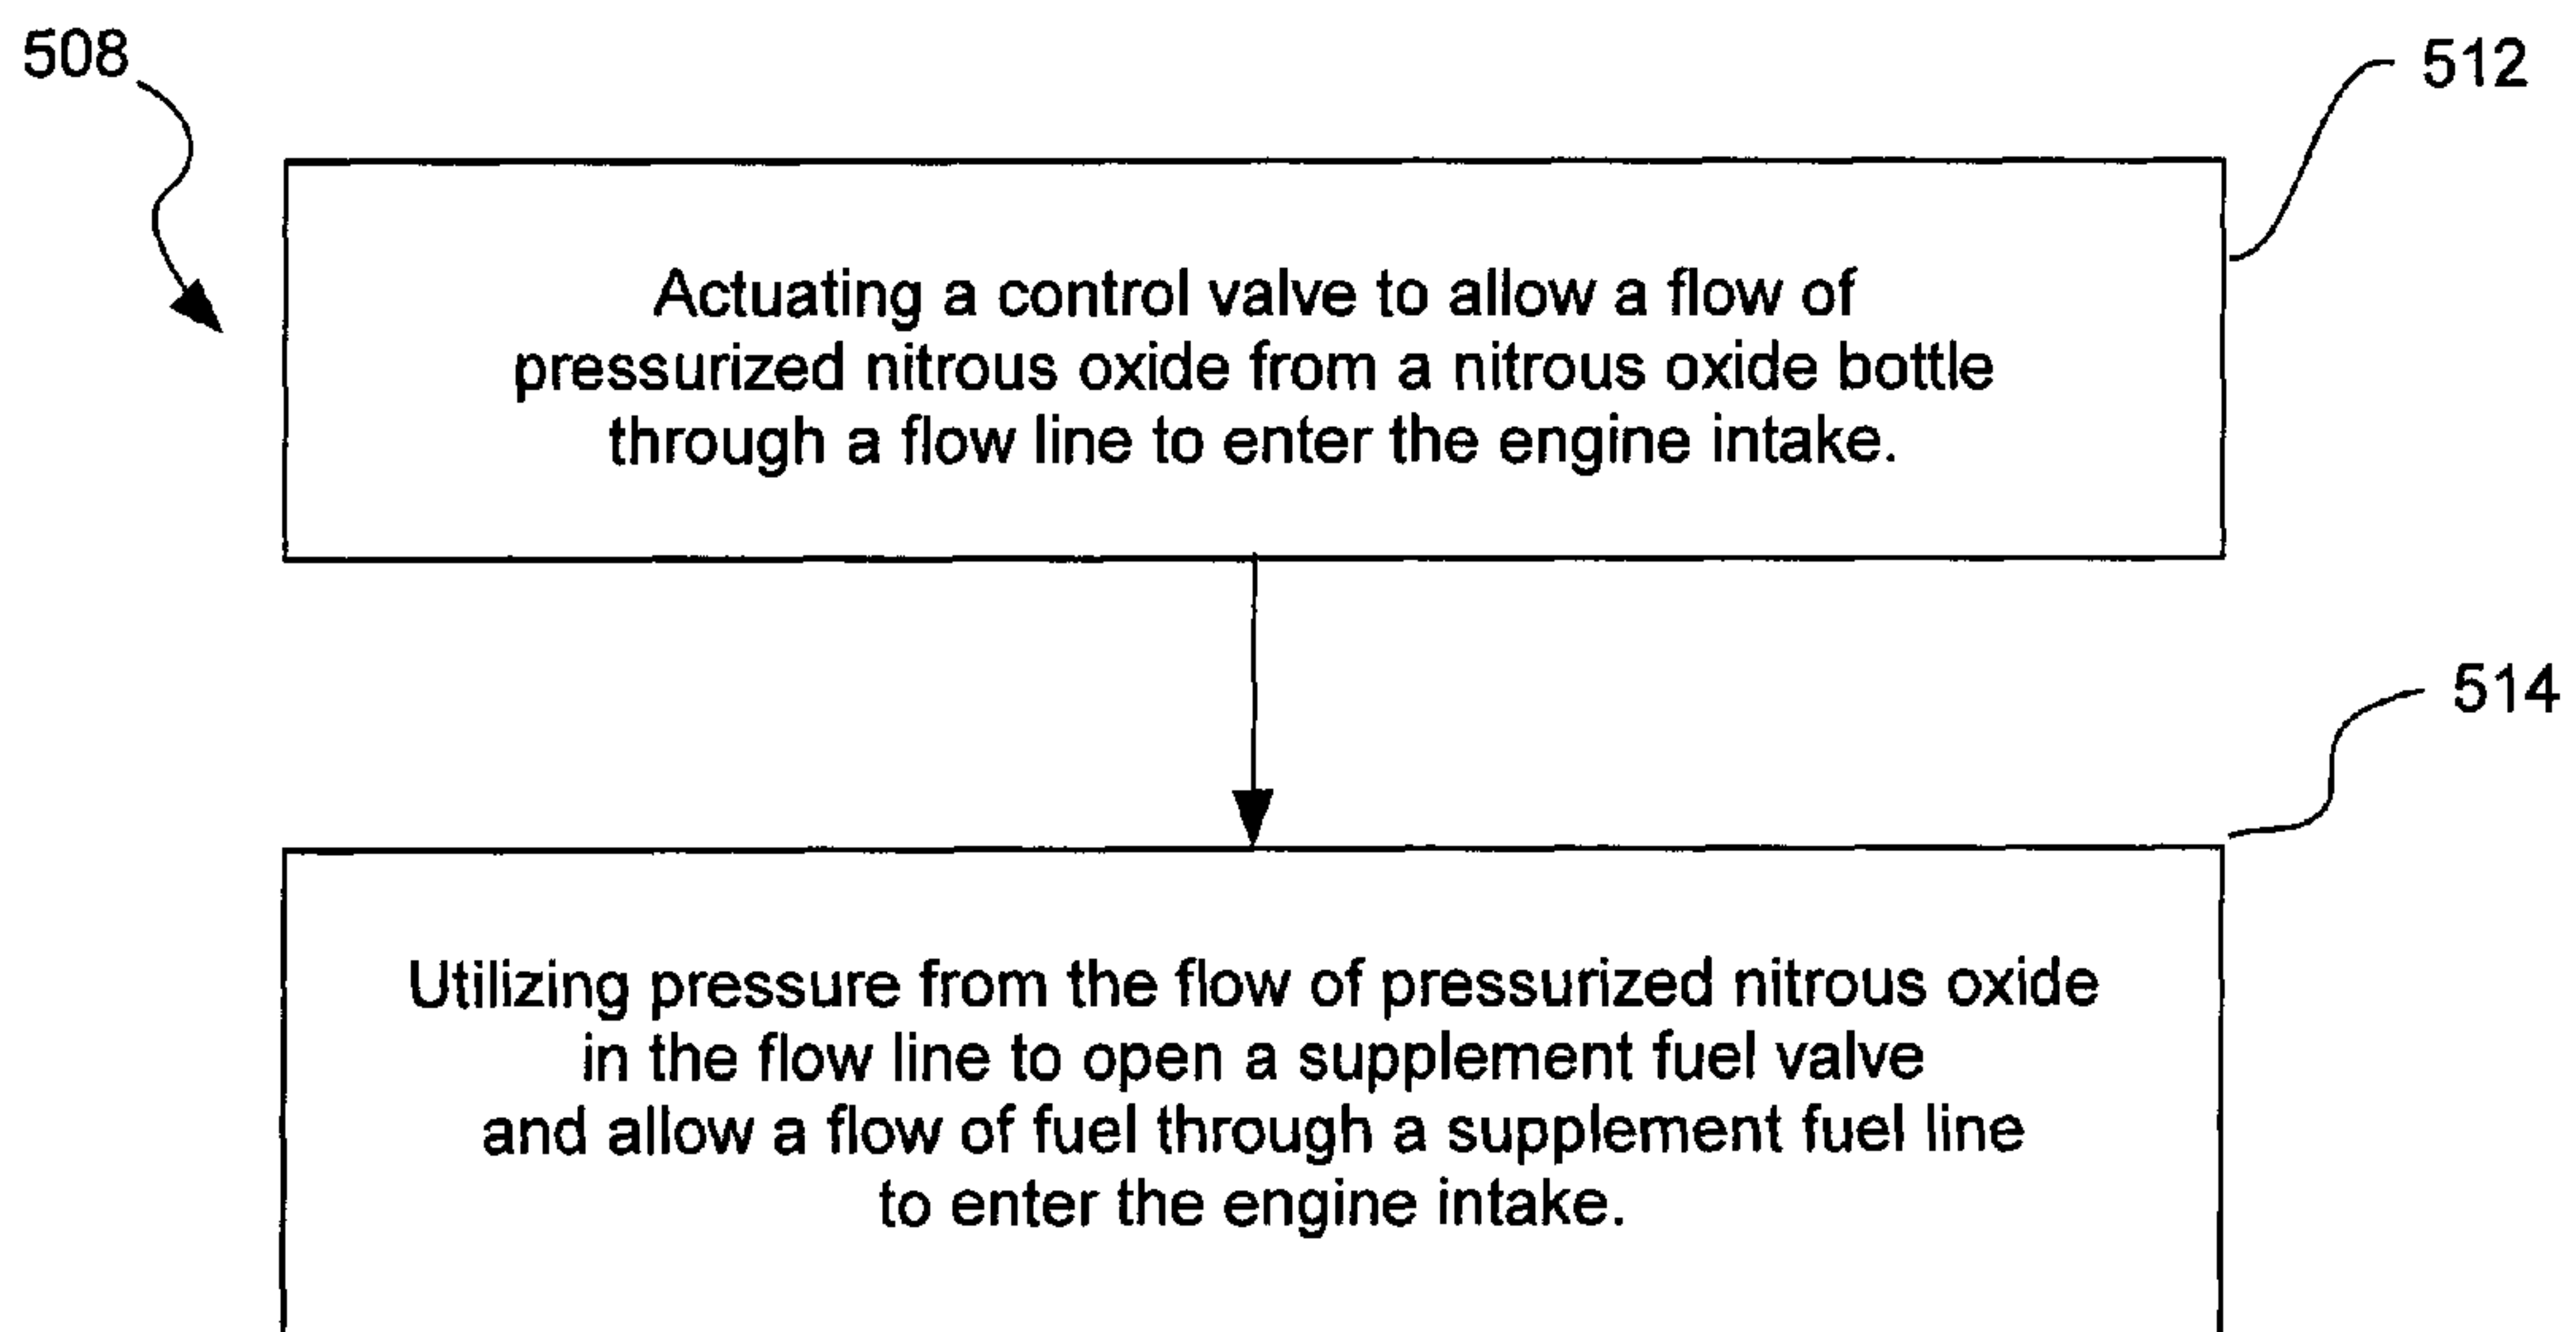 508
512
Actuating a control valve to allow a flow of
pressurized nitrous oxide from a nitrous oxide bottle
through a flow line to enter the engine intake.
514
Utilizing pressure from the flow of pressurized nitrous oxide
in the flow line to open a supplement fuel valve
and allow a flow of fuel through a supplement fuel line
to enter the engine intake.